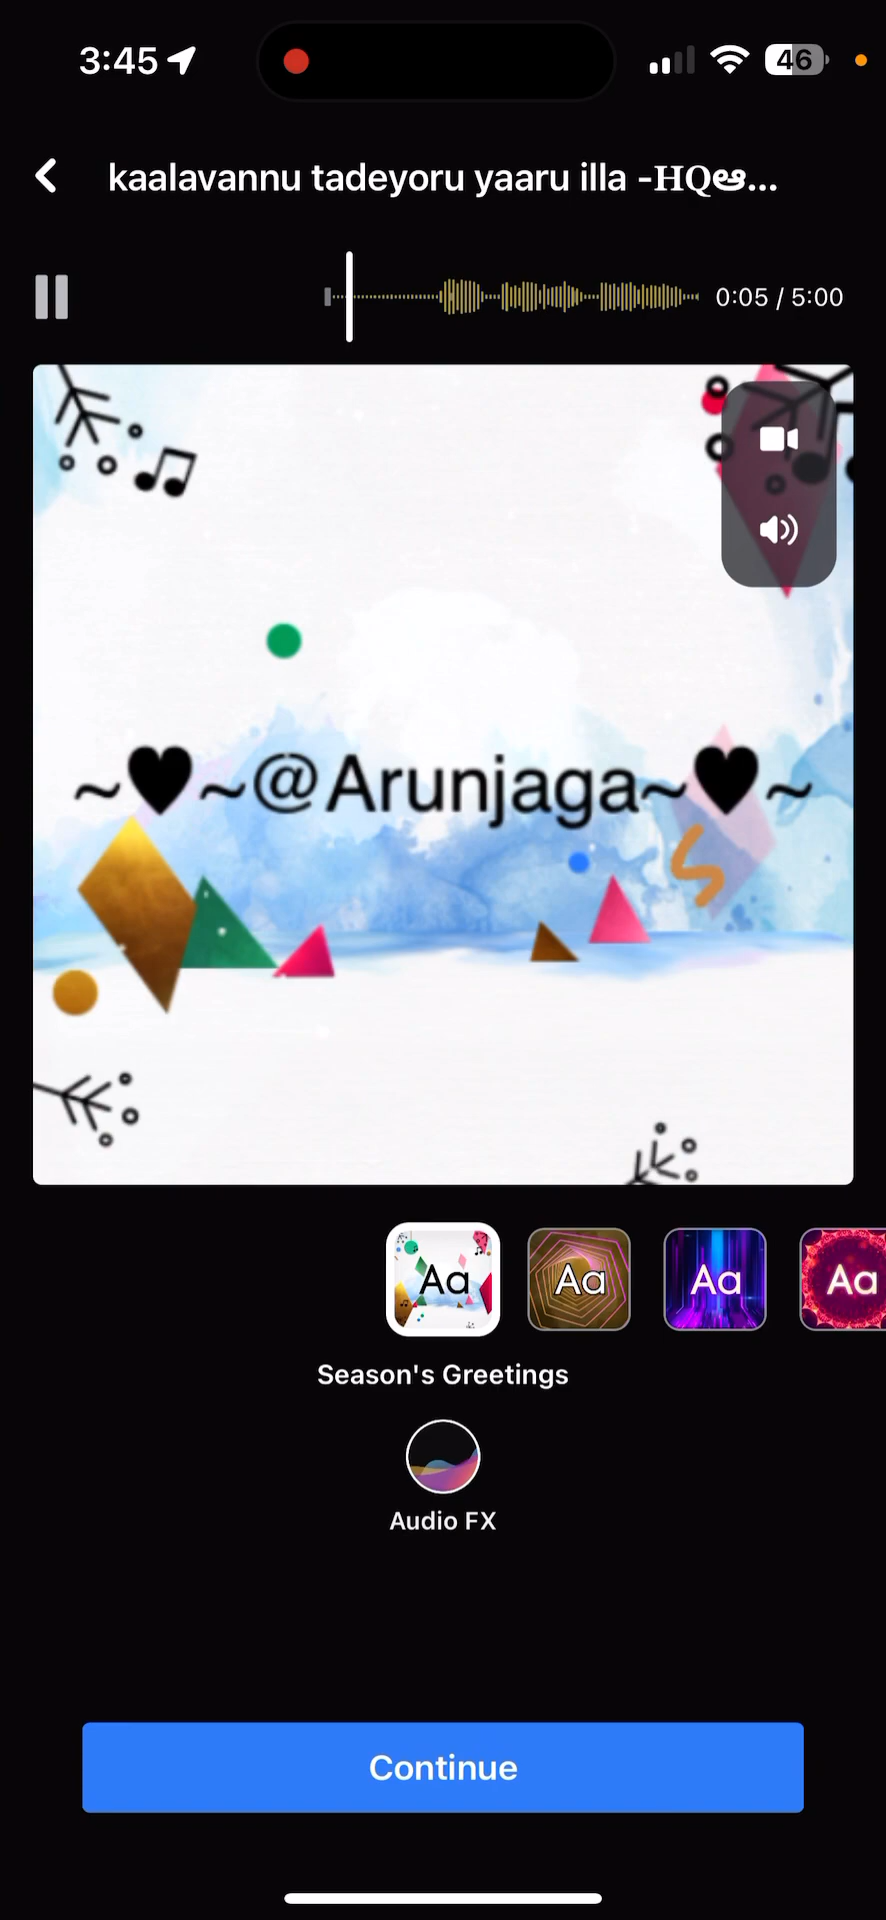 3:45
46
kaalavannu tadeyoru yaaru illa -HQಆ...
0:05 / 5:00
~♥~@Arunjaga~♥~
Aa Aa Aa Aa
Season's Greetings
Audio FX
Continue